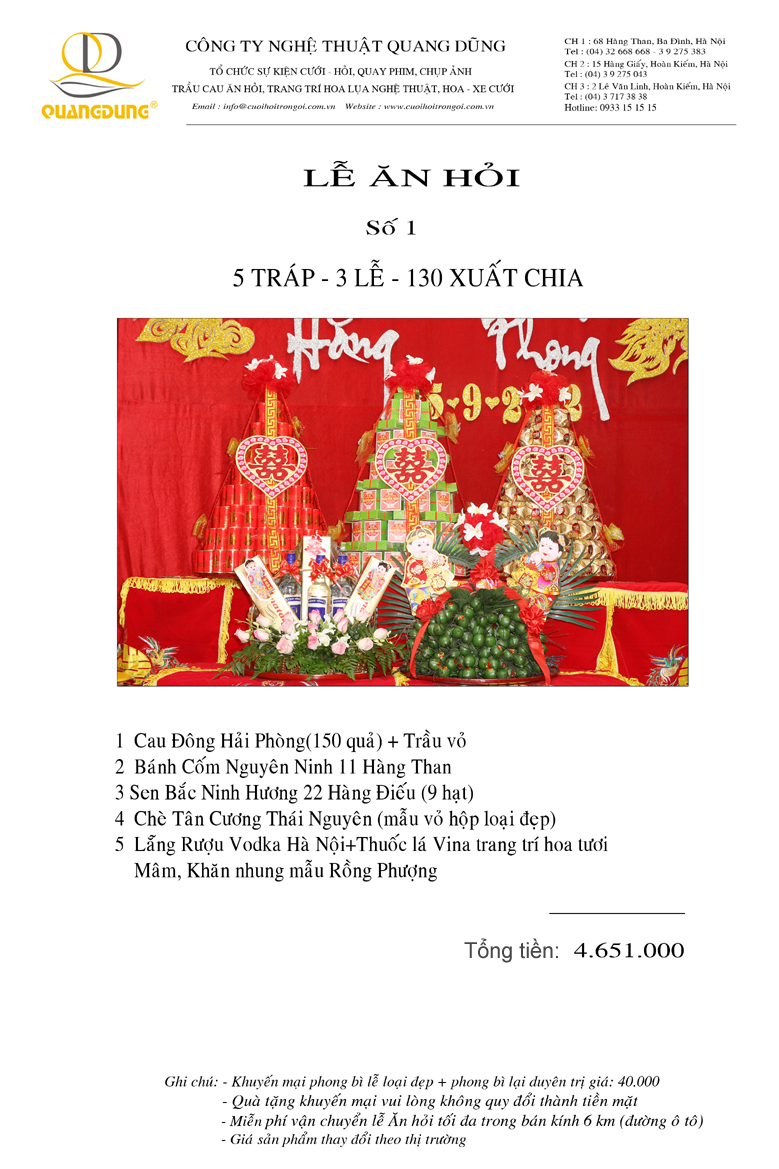 QUANGDUNG®
CÔNG TY NGHỆ THUẬT QUANG DŨNG
TỔ CHỨC SỰ KIỆN CƯỚI - HỎI, QUAY PHIM, CHỤP ẢNH
TRẦU CAU ĂN HỎI, TRANG TRÍ HOA LỤA NGHỆ THUẬT, HOA - XE CƯỚI
Email : info@cuoihoitrongoi.com.vn Website : www.cuoihoitrongoi.com.vn
CH 1 : 68 Hàng Than, Ba Đình, Hà Nội
Tel : (04) 32 668 668 - 3 9 275 383
CH 2 : 15 Hàng Giấy, Hoàn Kiếm, Hà Nội
Tel : (04) 3 9 275 043
CH 3 : 2 Lê Văn Linh, Hoàn Kiếm, Hà Nội
Tel : (04) 3 717 38 38
Hotline: 0933 15 15 15
LỄ ĂN HỎI
Số 1
5 TRÁP - 3 LỄ - 130 XUẤT CHIA
Hằng Phong
囍 囍 囍
1 Cau Đông Hải Phòng(150 quả) + Trầu vỏ
2 Bánh Cốm Nguyên Ninh 11 Hàng Than
3 Sen Bắc Ninh Hương 22 Hàng Điếu (9 hạt)
4 Chè Tân Cương Thái Nguyên (mẫu vỏ hộp loại đẹp)
5 Lẵng Rượu Vodka Hà Nội+Thuốc lá Vina trang trí hoa tươi
Mâm, Khăn nhung mẫu Rồng Phượng
Tổng tiền: 4.651.000
Ghi chú: - Khuyến mại phong bì lễ loại đẹp + phong bì lại duyên trị giá: 40.000
- Quà tặng khuyến mại vui lòng không quy đổi thành tiền mặt
- Miễn phí vận chuyển lễ Ăn hỏi tối đa trong bán kính 6 km (đường ô tô)
- Giá sản phẩm thay đổi theo thị trường